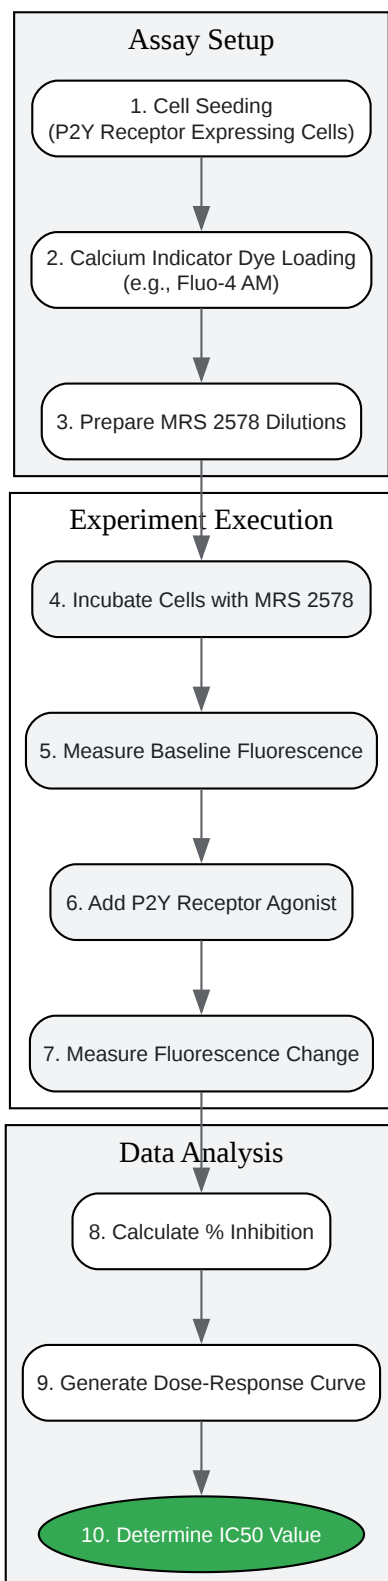 Assay Setup
1. Cell Seeding
(P2Y Receptor Expressing Cells)
2. Calcium Indicator Dye Loading
(e.g., Fluo-4 AM)
3. Prepare MRS 2578 Dilutions
Experiment Execution
4. Incubate Cells with MRS 2578
5. Measure Baseline Fluorescence
6. Add P2Y Receptor Agonist
7. Measure Fluorescence Change
Data Analysis
8. Calculate % Inhibition
9. Generate Dose-Response Curve
10. Determine IC50 Value